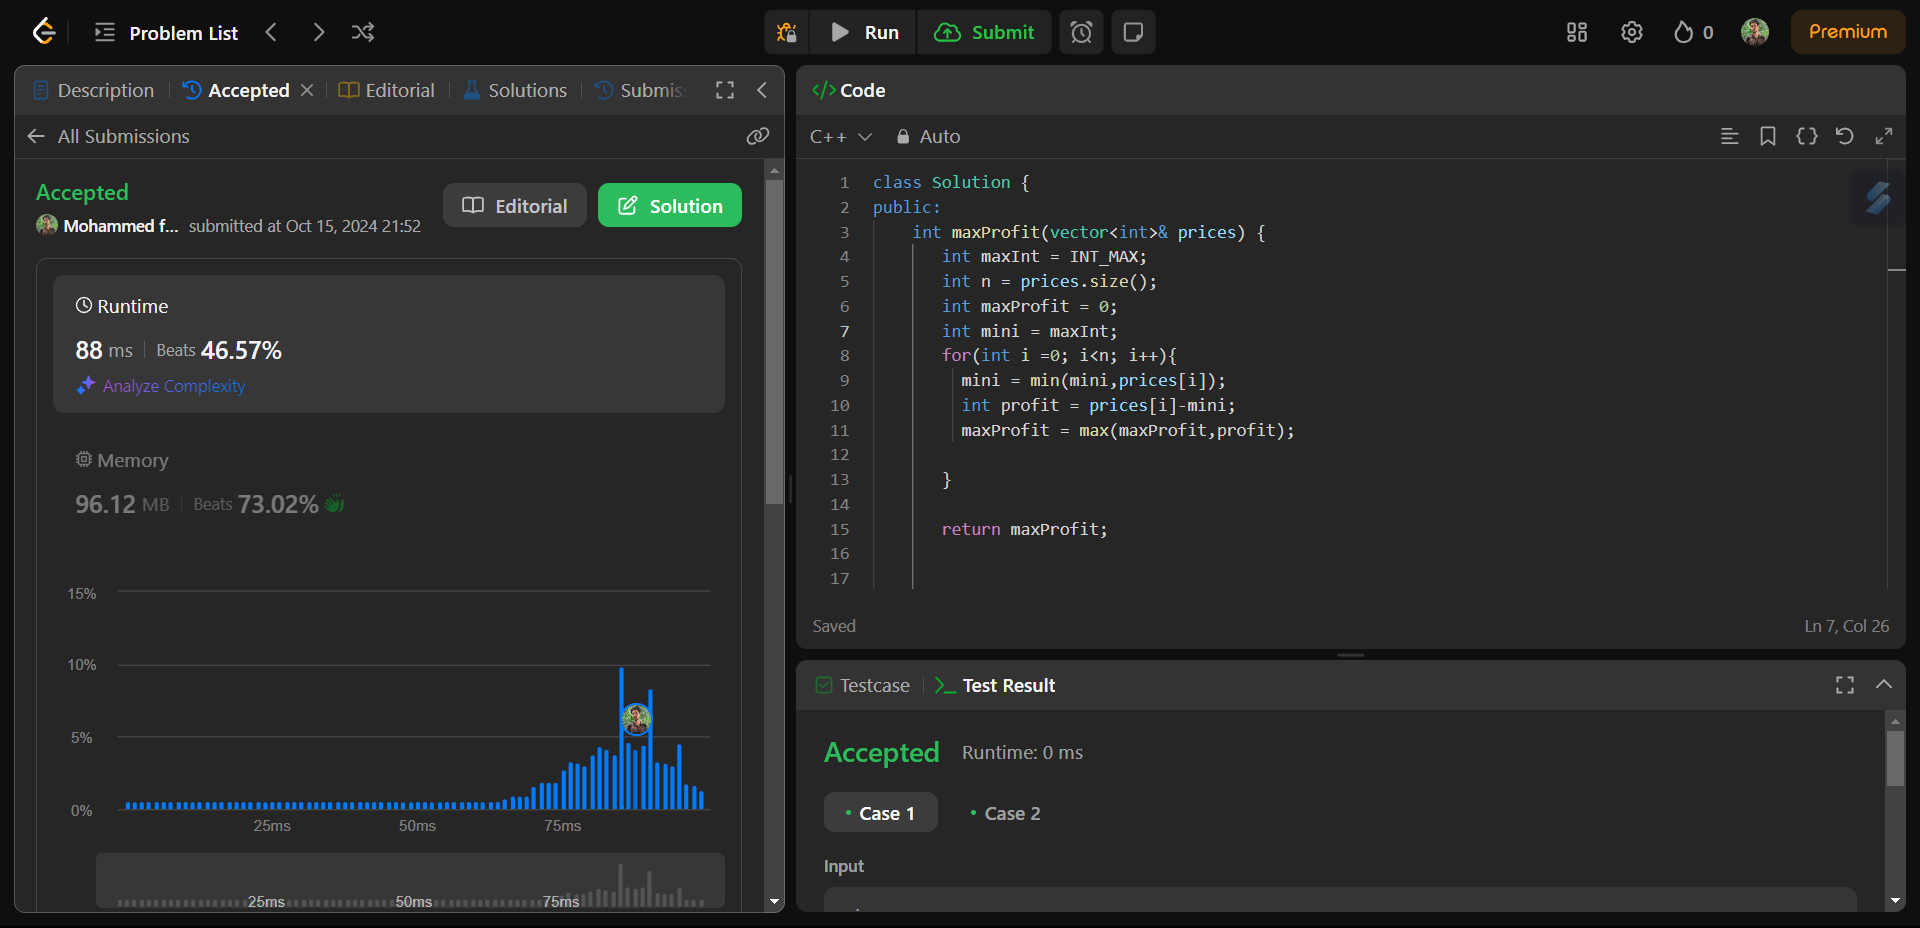 Problem List
Run
Submit
0
Premium
Description
Accepted
Editorial
Solutions
Submis
All Submissions
Accepted
Mohammed f... submitted at Oct 15, 2024 21:52
Editorial
Solution
Runtime
88 ms Beats 46.57%
Analyze Complexity
Memory
96.12 MB Beats 73.02%
15%
10%
5%
0%
25ms 50ms 75ms
25ms 50ms 75ms
</> Code
C++ Auto
1 class Solution {
2 public:
3 int maxProfit(vector<int>& prices) {
4 int maxInt = INT_MAX;
5 int n = prices.size();
6 int maxProfit = 0;
7 int mini = maxInt;
8 for(int i =0; i<n; i++){
9 mini = min(mini,prices[i]);
10 int profit = prices[i]-mini;
11 maxProfit = max(maxProfit,profit);
12
13 }
14
15 return maxProfit;
16
17
Saved
Ln 7, Col 26
Testcase
Test Result
Accepted Runtime: 0 ms
• Case 1 • Case 2
Input